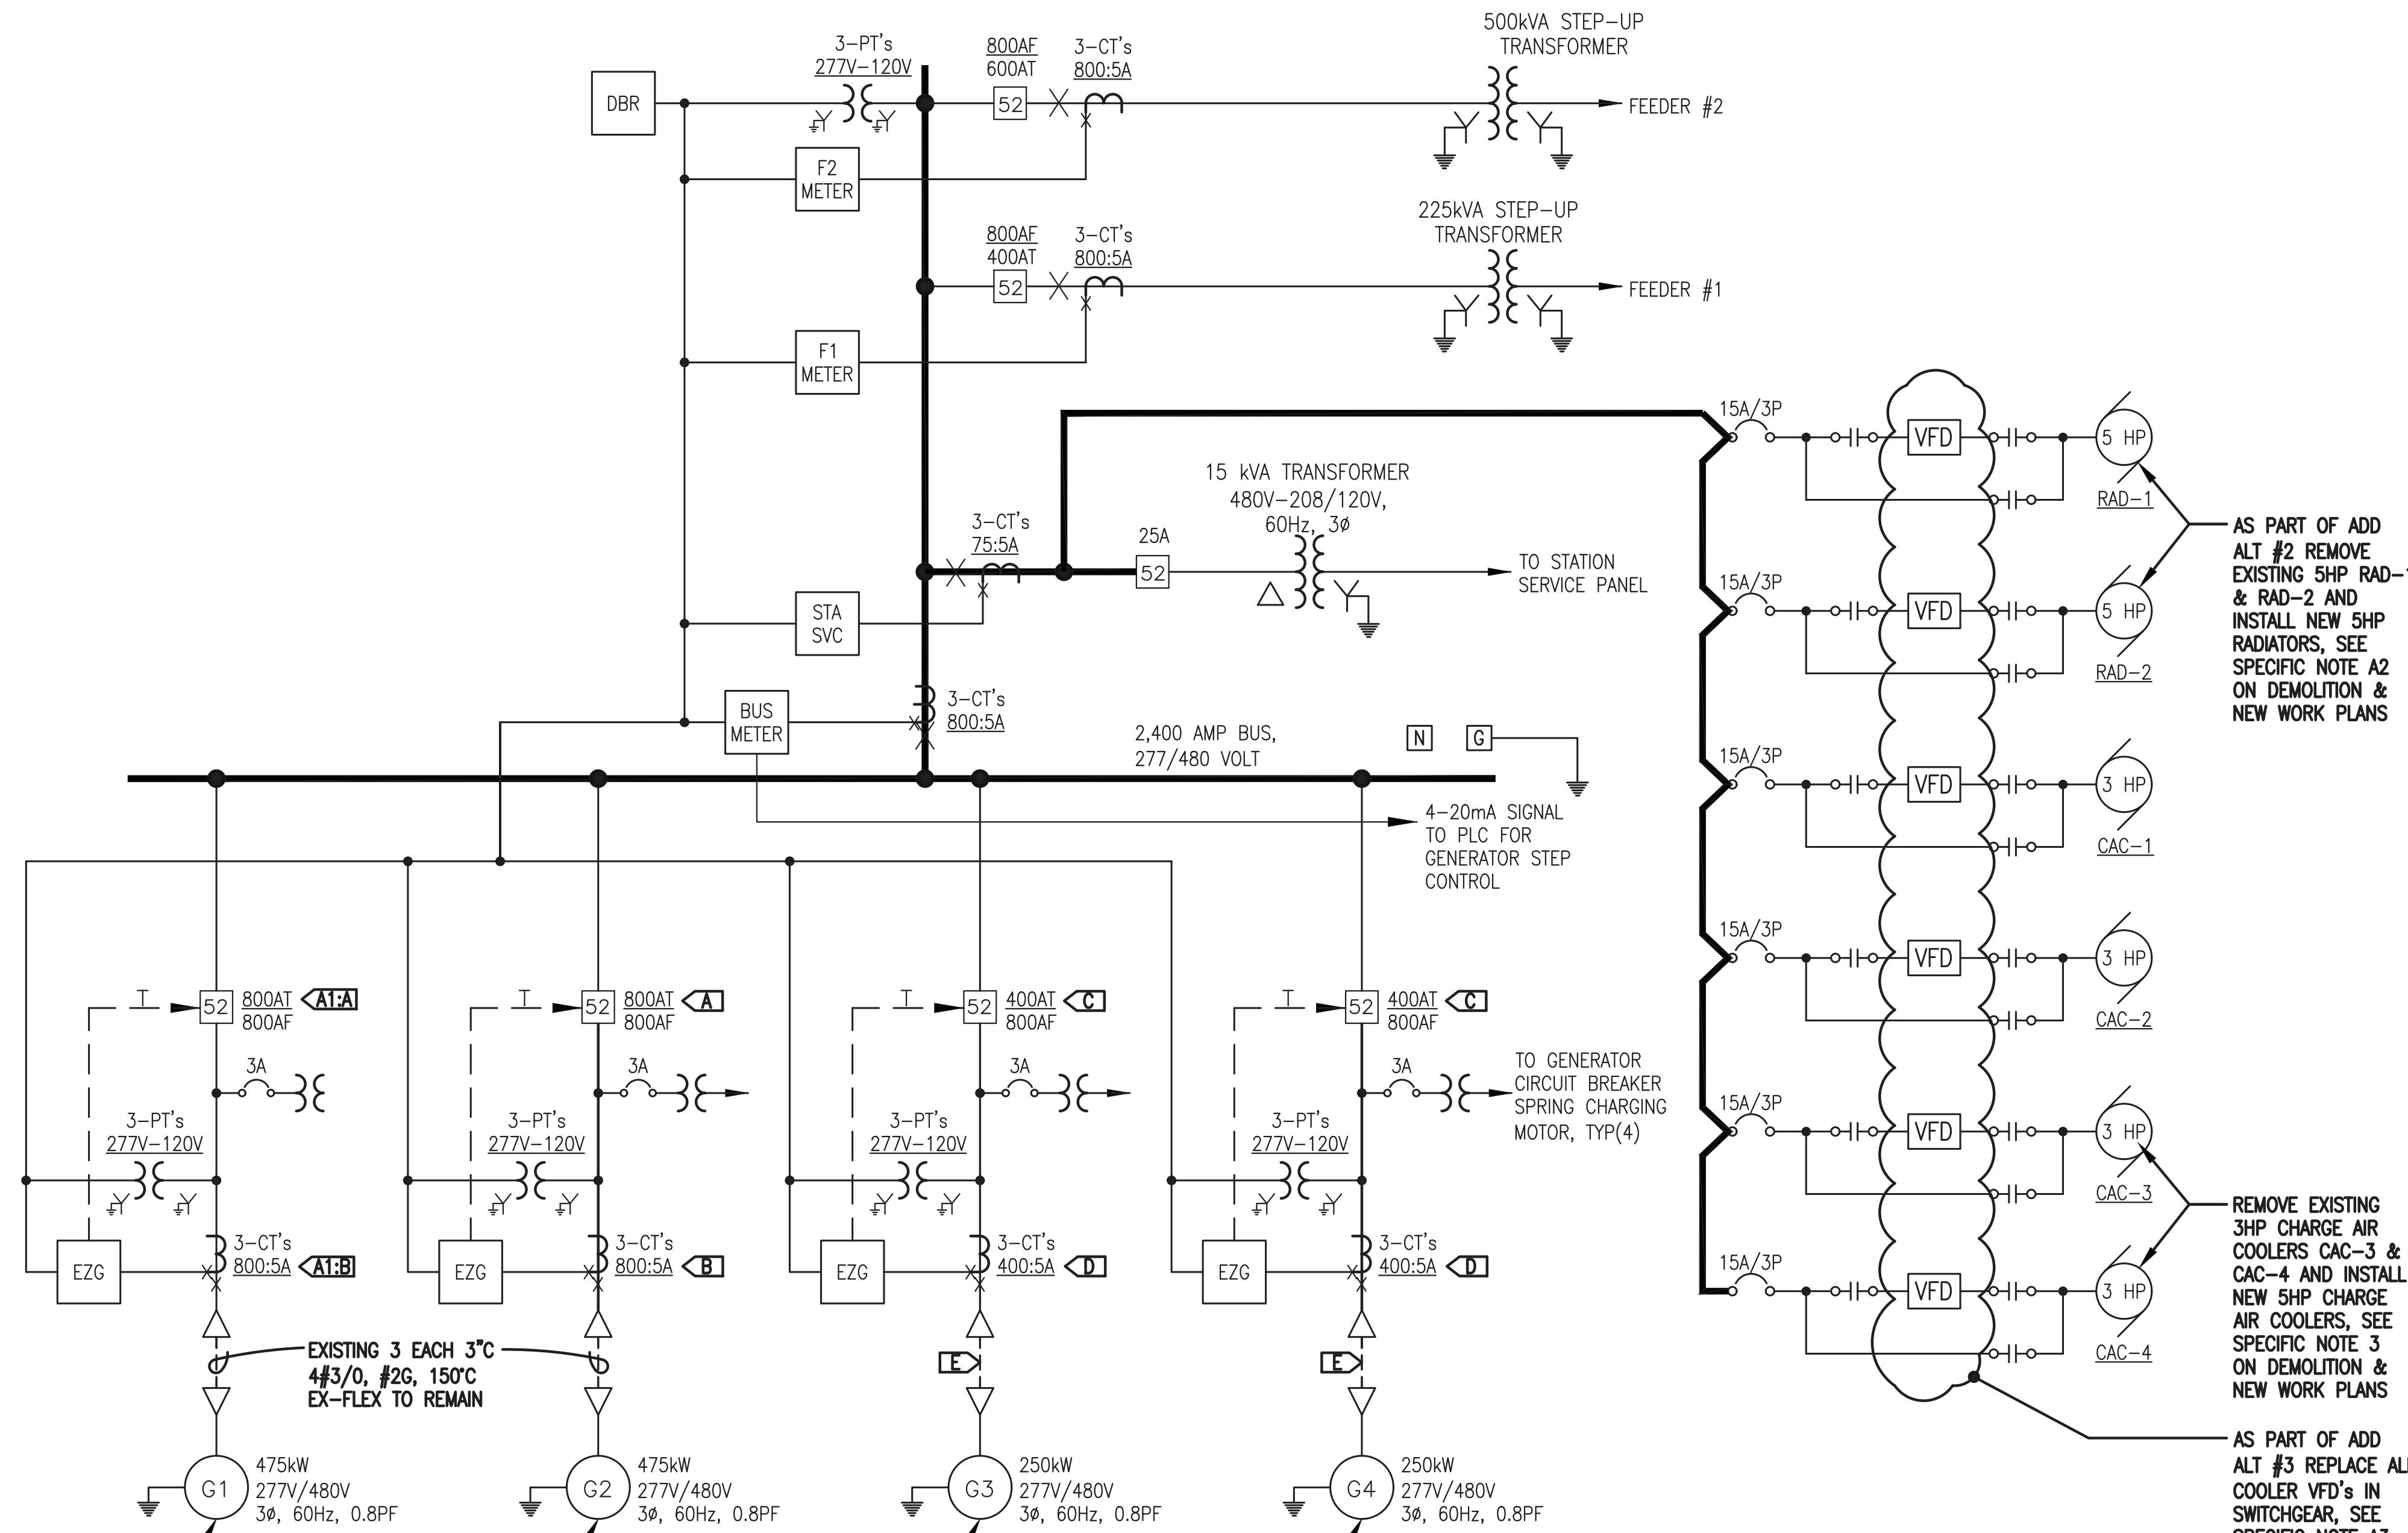 500kVA STEP-UP
TRANSFORMER
3-PT's
277V-120V
800AF
600AT
3-CT's
800:5A
DBR
52
FEEDER #2
F2
METER
225kVA STEP-UP
TRANSFORMER
800AF
400AT
3-CT's
800:5A
52
FEEDER #1
F1
METER
15 kVA TRANSFORMER
480V-208/120V,
60Hz, 3ø
3-CT's
75:5A
25A
52
TO STATION
SERVICE PANEL
STA
SVC
BUS
METER
3-CT's
800:5A
2,400 AMP BUS,
277/480 VOLT
N
G
4-20mA SIGNAL
TO PLC FOR
GENERATOR STEP
CONTROL
15A/3P
VFD
5 HP
RAD-1
15A/3P
VFD
5 HP
RAD-2
AS PART OF ADD
ALT #2 REMOVE
EXISTING 5HP RAD-1
& RAD-2 AND
INSTALL NEW 5HP
RADIATORS, SEE
SPECIFIC NOTE A2
ON DEMOLITION &
NEW WORK PLANS
15A/3P
VFD
3 HP
CAC-1
15A/3P
VFD
3 HP
CAC-2
15A/3P
VFD
3 HP
CAC-3
15A/3P
VFD
3 HP
CAC-4
REMOVE EXISTING
3HP CHARGE AIR
COOLERS CAC-3 &
CAC-4 AND INSTALL
NEW 5HP CHARGE
AIR COOLERS, SEE
SPECIFIC NOTE 3
ON DEMOLITION &
NEW WORK PLANS
AS PART OF ADD
ALT #3 REPLACE ALL
COOLER VFD's IN
SWITCHGEAR, SEE
SPECIFIC NOTE A3
T
52
800AT
800AF
A1:A
3A
3-PT's
277V-120V
EZG
3-CT's
800:5A
A1:B
T
52
800AT
800AF
A
3A
3-PT's
277V-120V
EZG
3-CT's
800:5A
B
T
52
400AT
800AF
C
3A
3-PT's
277V-120V
EZG
3-CT's
400:5A
D
T
52
400AT
800AF
C
3A
TO GENERATOR
CIRCUIT BREAKER
SPRING CHARGING
MOTOR, TYP(4)
3-PT's
277V-120V
EZG
3-CT's
400:5A
D
EXISTING 3 EACH 3"C
4#3/0, #2G, 150°C
EX-FLEX TO REMAIN
E
E
G1
475kW
277V/480V
3ø, 60Hz, 0.8PF
G2
475kW
277V/480V
3ø, 60Hz, 0.8PF
G3
250kW
277V/480V
3ø, 60Hz, 0.8PF
G4
250kW
277V/480V
3ø, 60Hz, 0.8PF